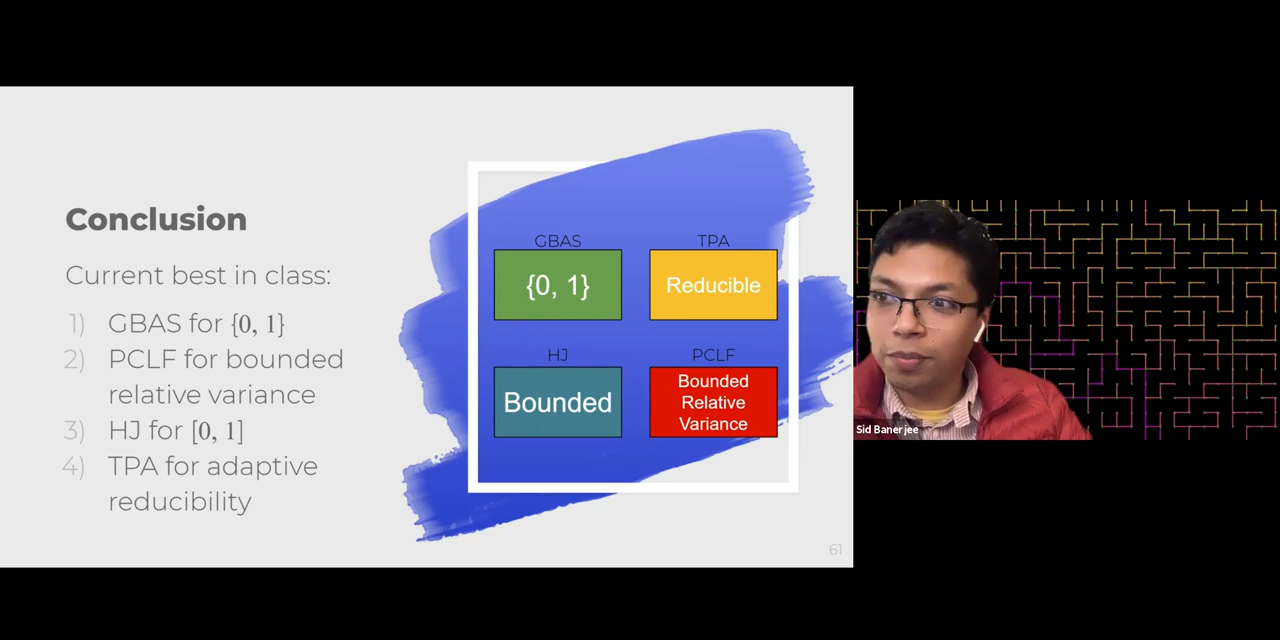 Conclusion
Current best in class:
1) GBAS for {0, 1}
2) PCLF for bounded
relative variance
3) HJ for [0, 1]
4) TPA for adaptive
reducibility
GBAS
{0, 1}
TPA
Reducible
HJ
Bounded
PCLF
Bounded
Relative
Variance
61
Sid Banerjee